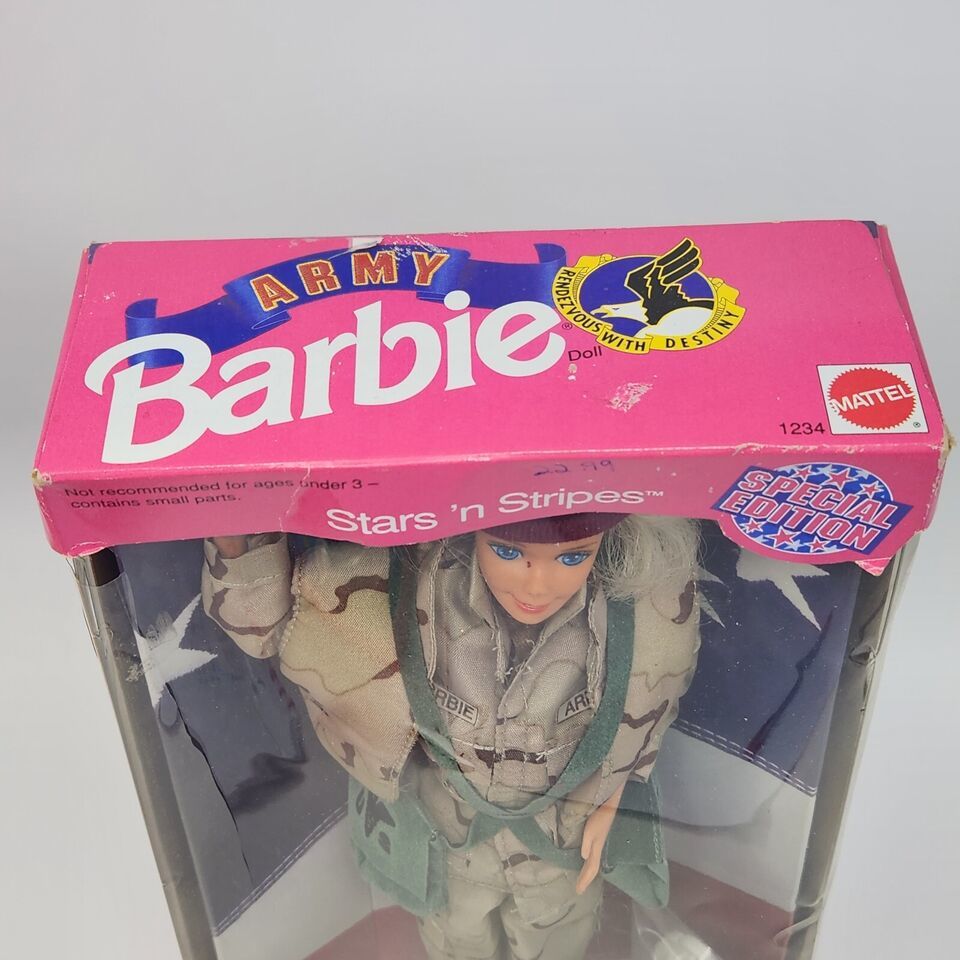 ARMY
Barbie®
Doll
RENDEZVOUS WITH DESTINY
MATTEL®
1234
Not recommended for ages under 3 –
contains small parts.
22.99
Stars 'n Stripes™
SPECIAL
EDITION
RBIE
AR